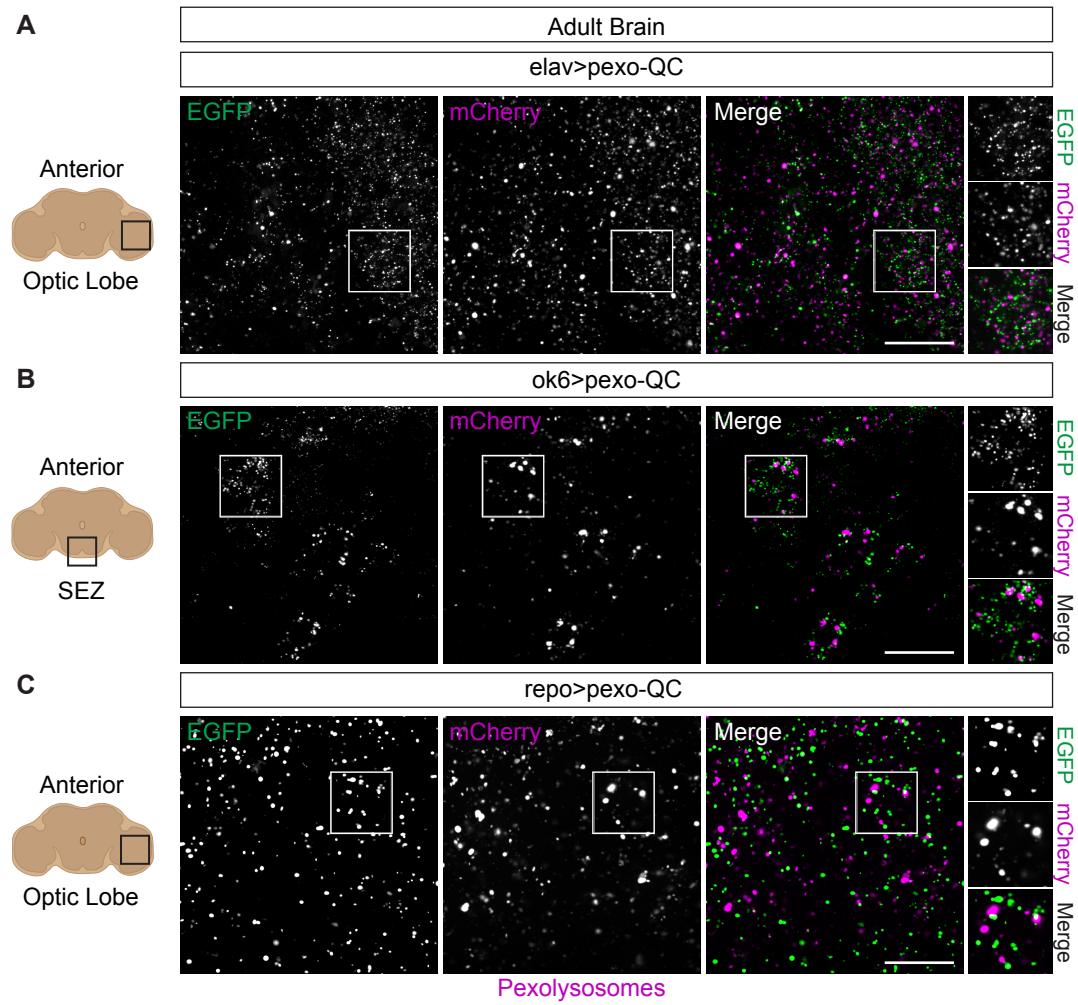 A
Adult Brain
elav>pexo-QC
EGFP
mCherry
Merge
EGFP
mCherry
Merge
Anterior
Optic Lobe
B
ok6>pexo-QC
EGFP
mCherry
Merge
EGFP
mCherry
Merge
Anterior
SEZ
C
repo>pexo-QC
EGFP
mCherry
Merge
EGFP
mCherry
Merge
Anterior
Optic Lobe
Pexolysosomes